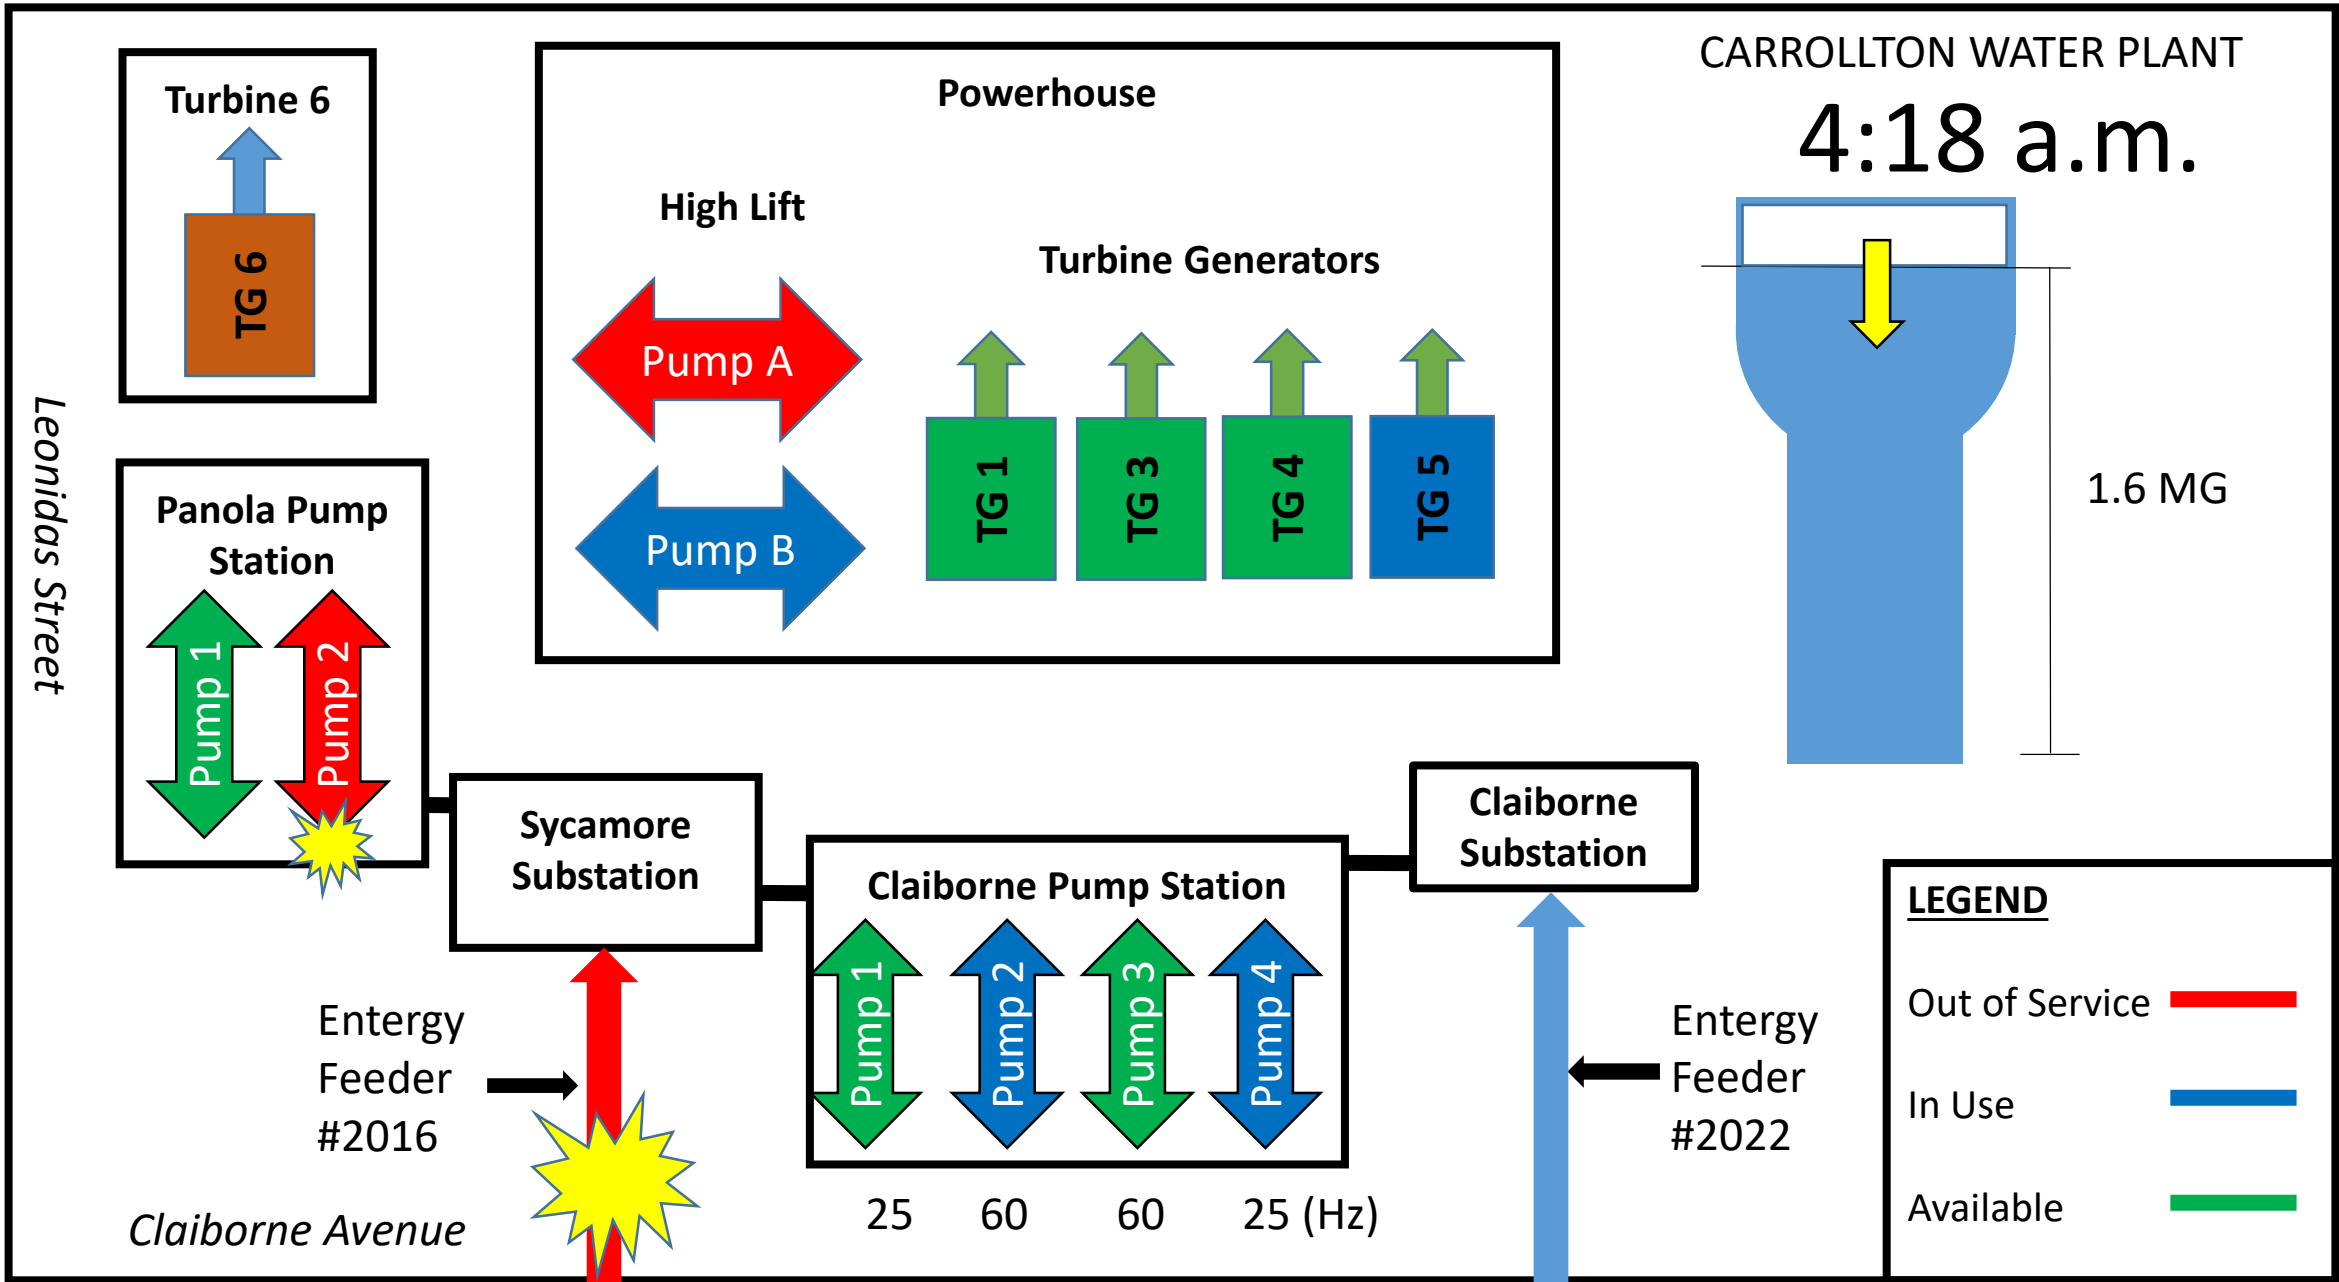 CARROLLTON WATER PLANT
4:18 a.m.
Turbine 6
TG 6
Powerhouse
High Lift
Pump A
Pump B
Turbine Generators
TG 1
TG 3
TG 4
TG 5
1.6 MG
Leonidas Street
Panola Pump
Station
Pump 1
Pump 2
Sycamore
Substation
Claiborne Pump Station
Pump 1
Pump 2
Pump 3
Pump 4
25
60
60
25 (Hz)
Claiborne
Substation
Entergy
Feeder
#2016
Entergy
Feeder
#2022
Claiborne Avenue
LEGEND
Out of Service
In Use
Available